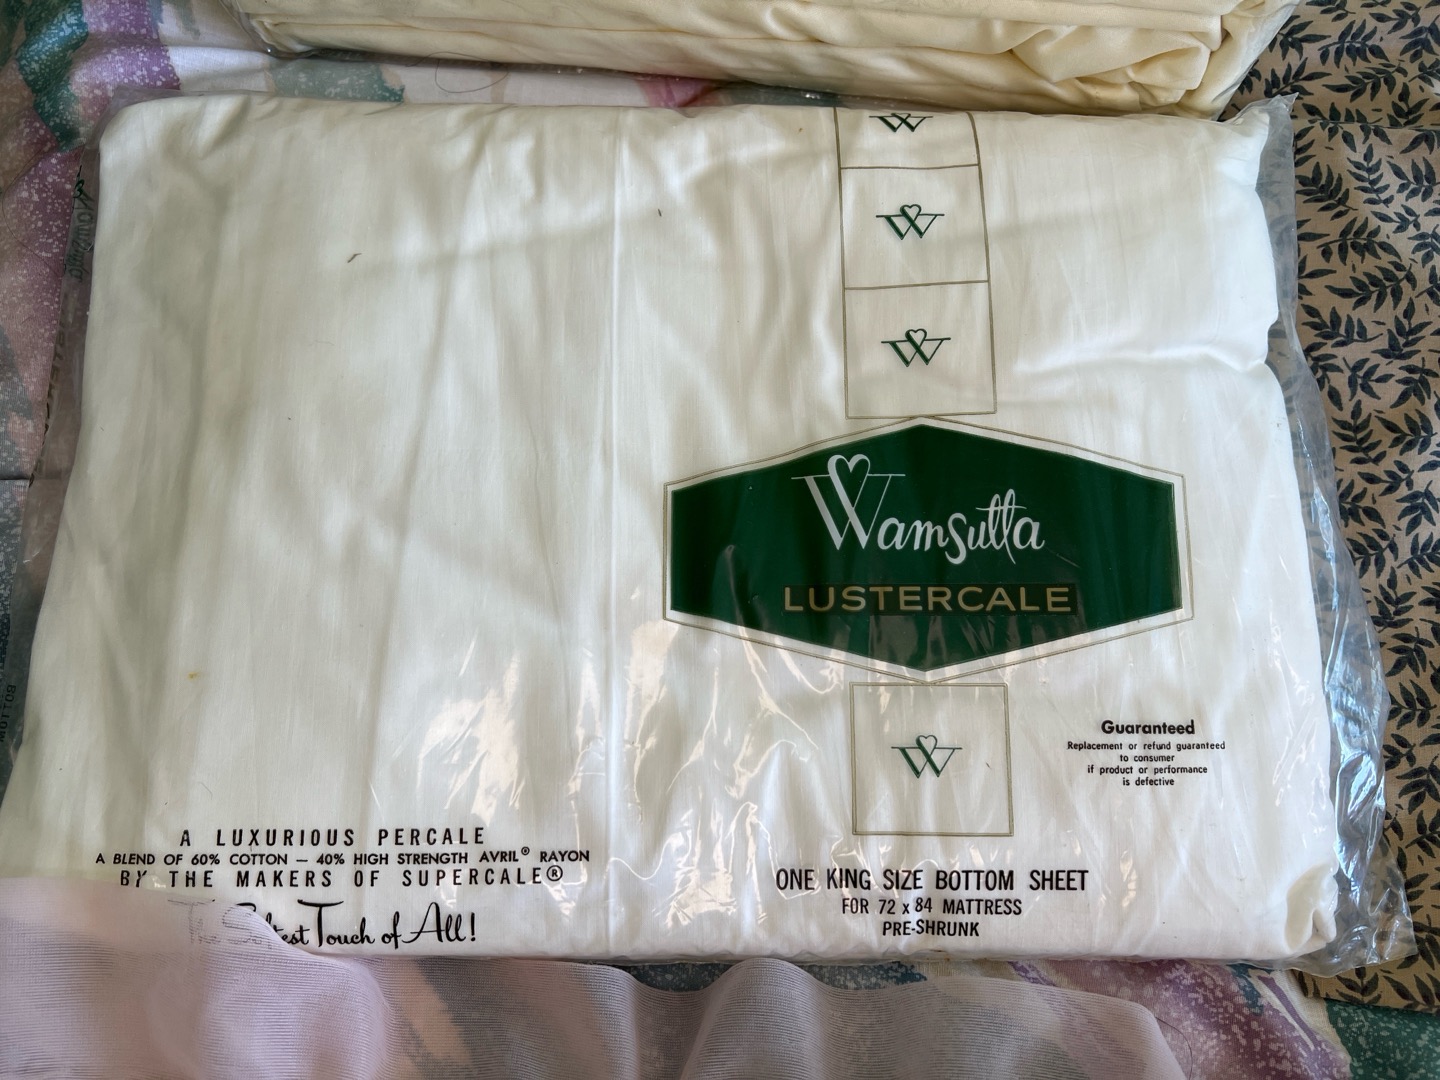 Wamsutta
LUSTERCALE
Guaranteed
Replacement or refund guaranteed
to consumer
if product or performance
is defective
A LUXURIOUS PERCALE
A BLEND OF 60% COTTON — 40% HIGH STRENGTH AVRIL® RAYON
BY THE MAKERS OF SUPERCALE®
The Softest Touch of All!
ONE KING SIZE BOTTOM SHEET
FOR 72 x 84 MATTRESS
PRE-SHRUNK